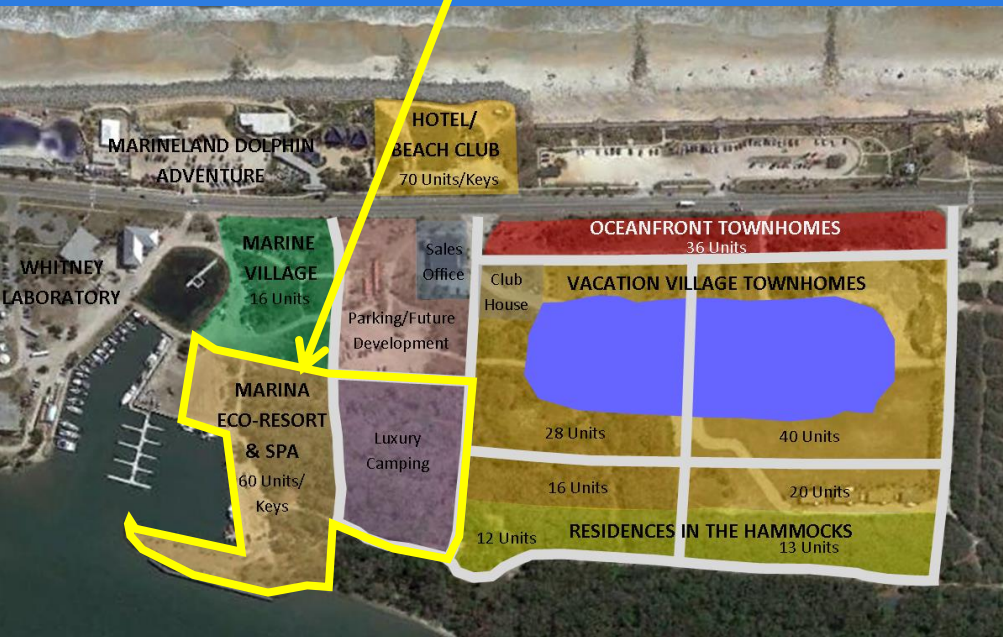 HOTEL/
BEACH CLUB
70 Units/Keys
MARINELAND DOLPHIN
ADVENTURE
WHITNEY
LABORATORY
MARINE
VILLAGE
16 Units
Parking/Future
Development
Sales
Office
OCEANFRONT TOWNHOMES
36 Units
Club
House
VACATION VILLAGE TOWNHOMES
MARINA
ECO-RESORT
& SPA
60 Units/
Keys
Luxury
Camping
28 Units
40 Units
16 Units
20 Units
12 Units
RESIDENCES IN THE HAMMOCKS
13 Units